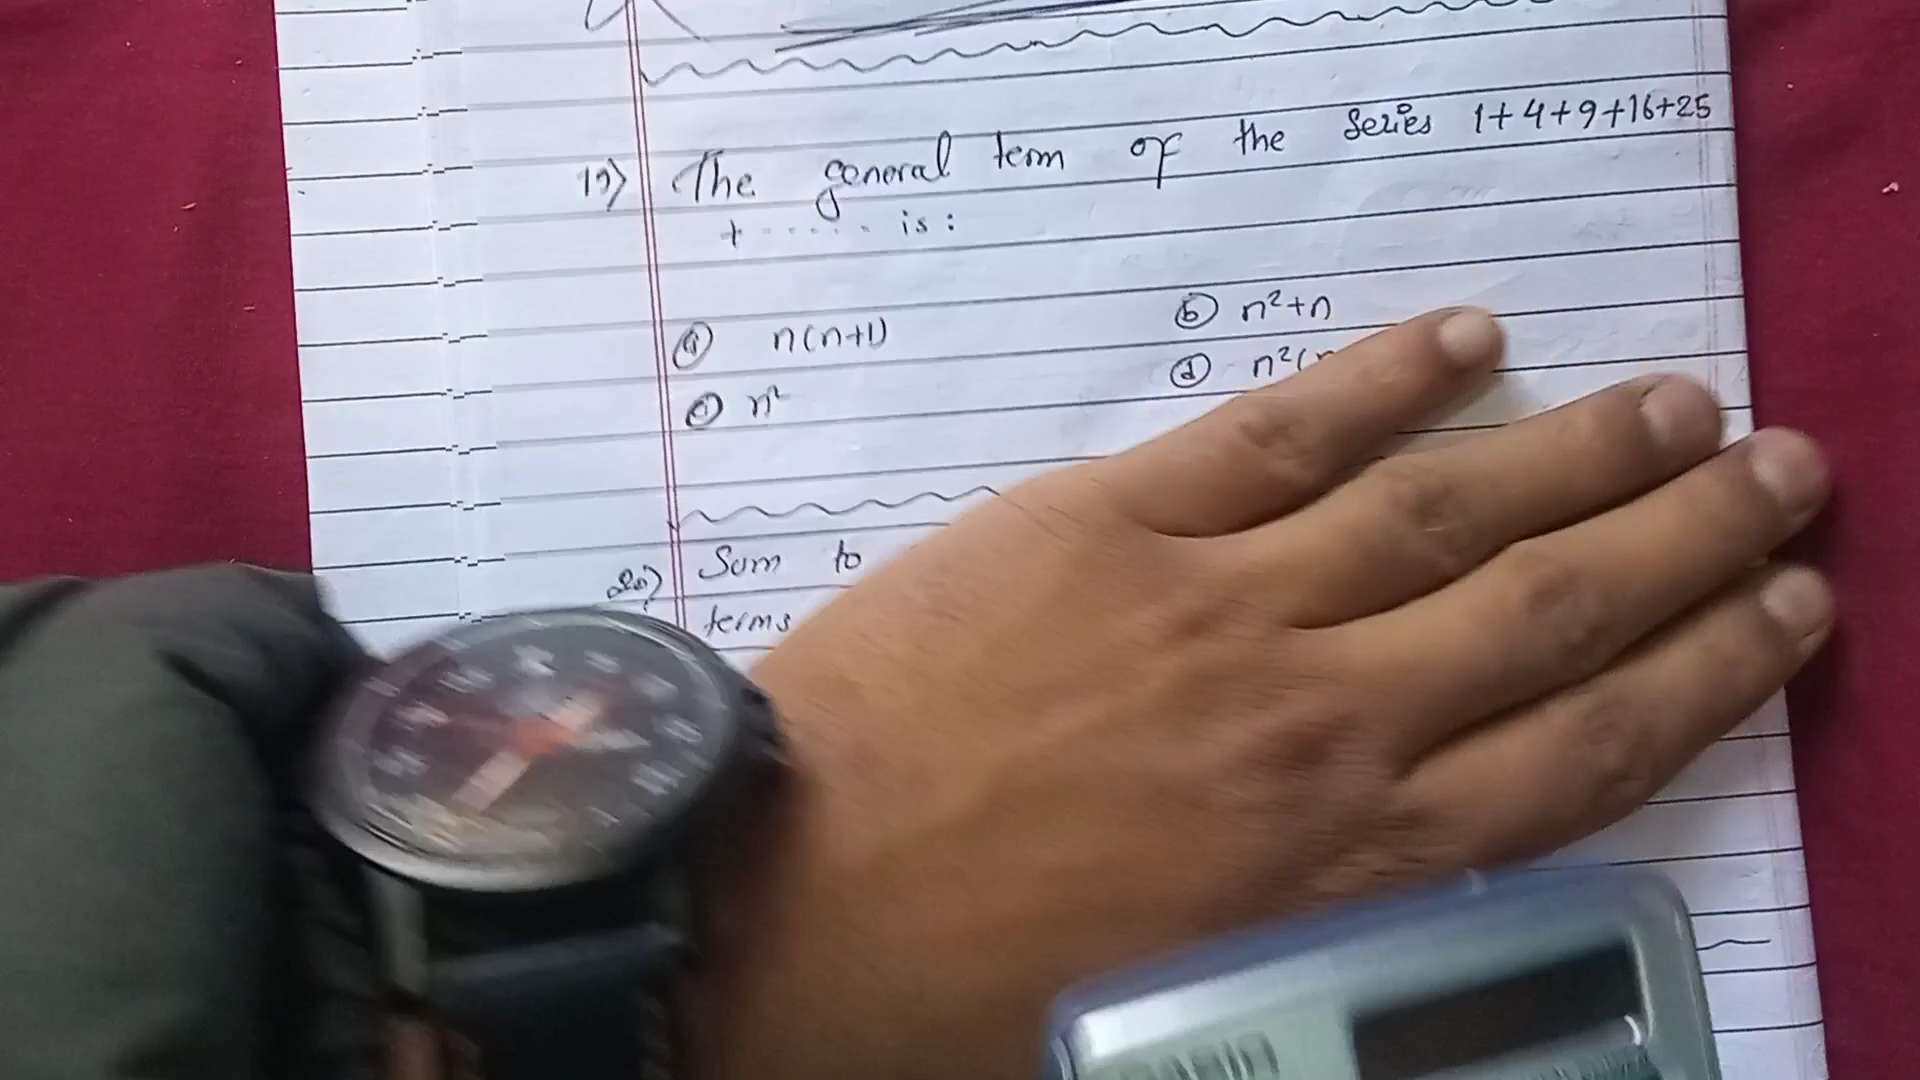 19) The general term of the series 1+4+9+16+25
+ ...... is :
ⓐ n(n+1)
ⓑ n²+n
ⓒ n²
ⓓ n²(
20) Sum to
terms